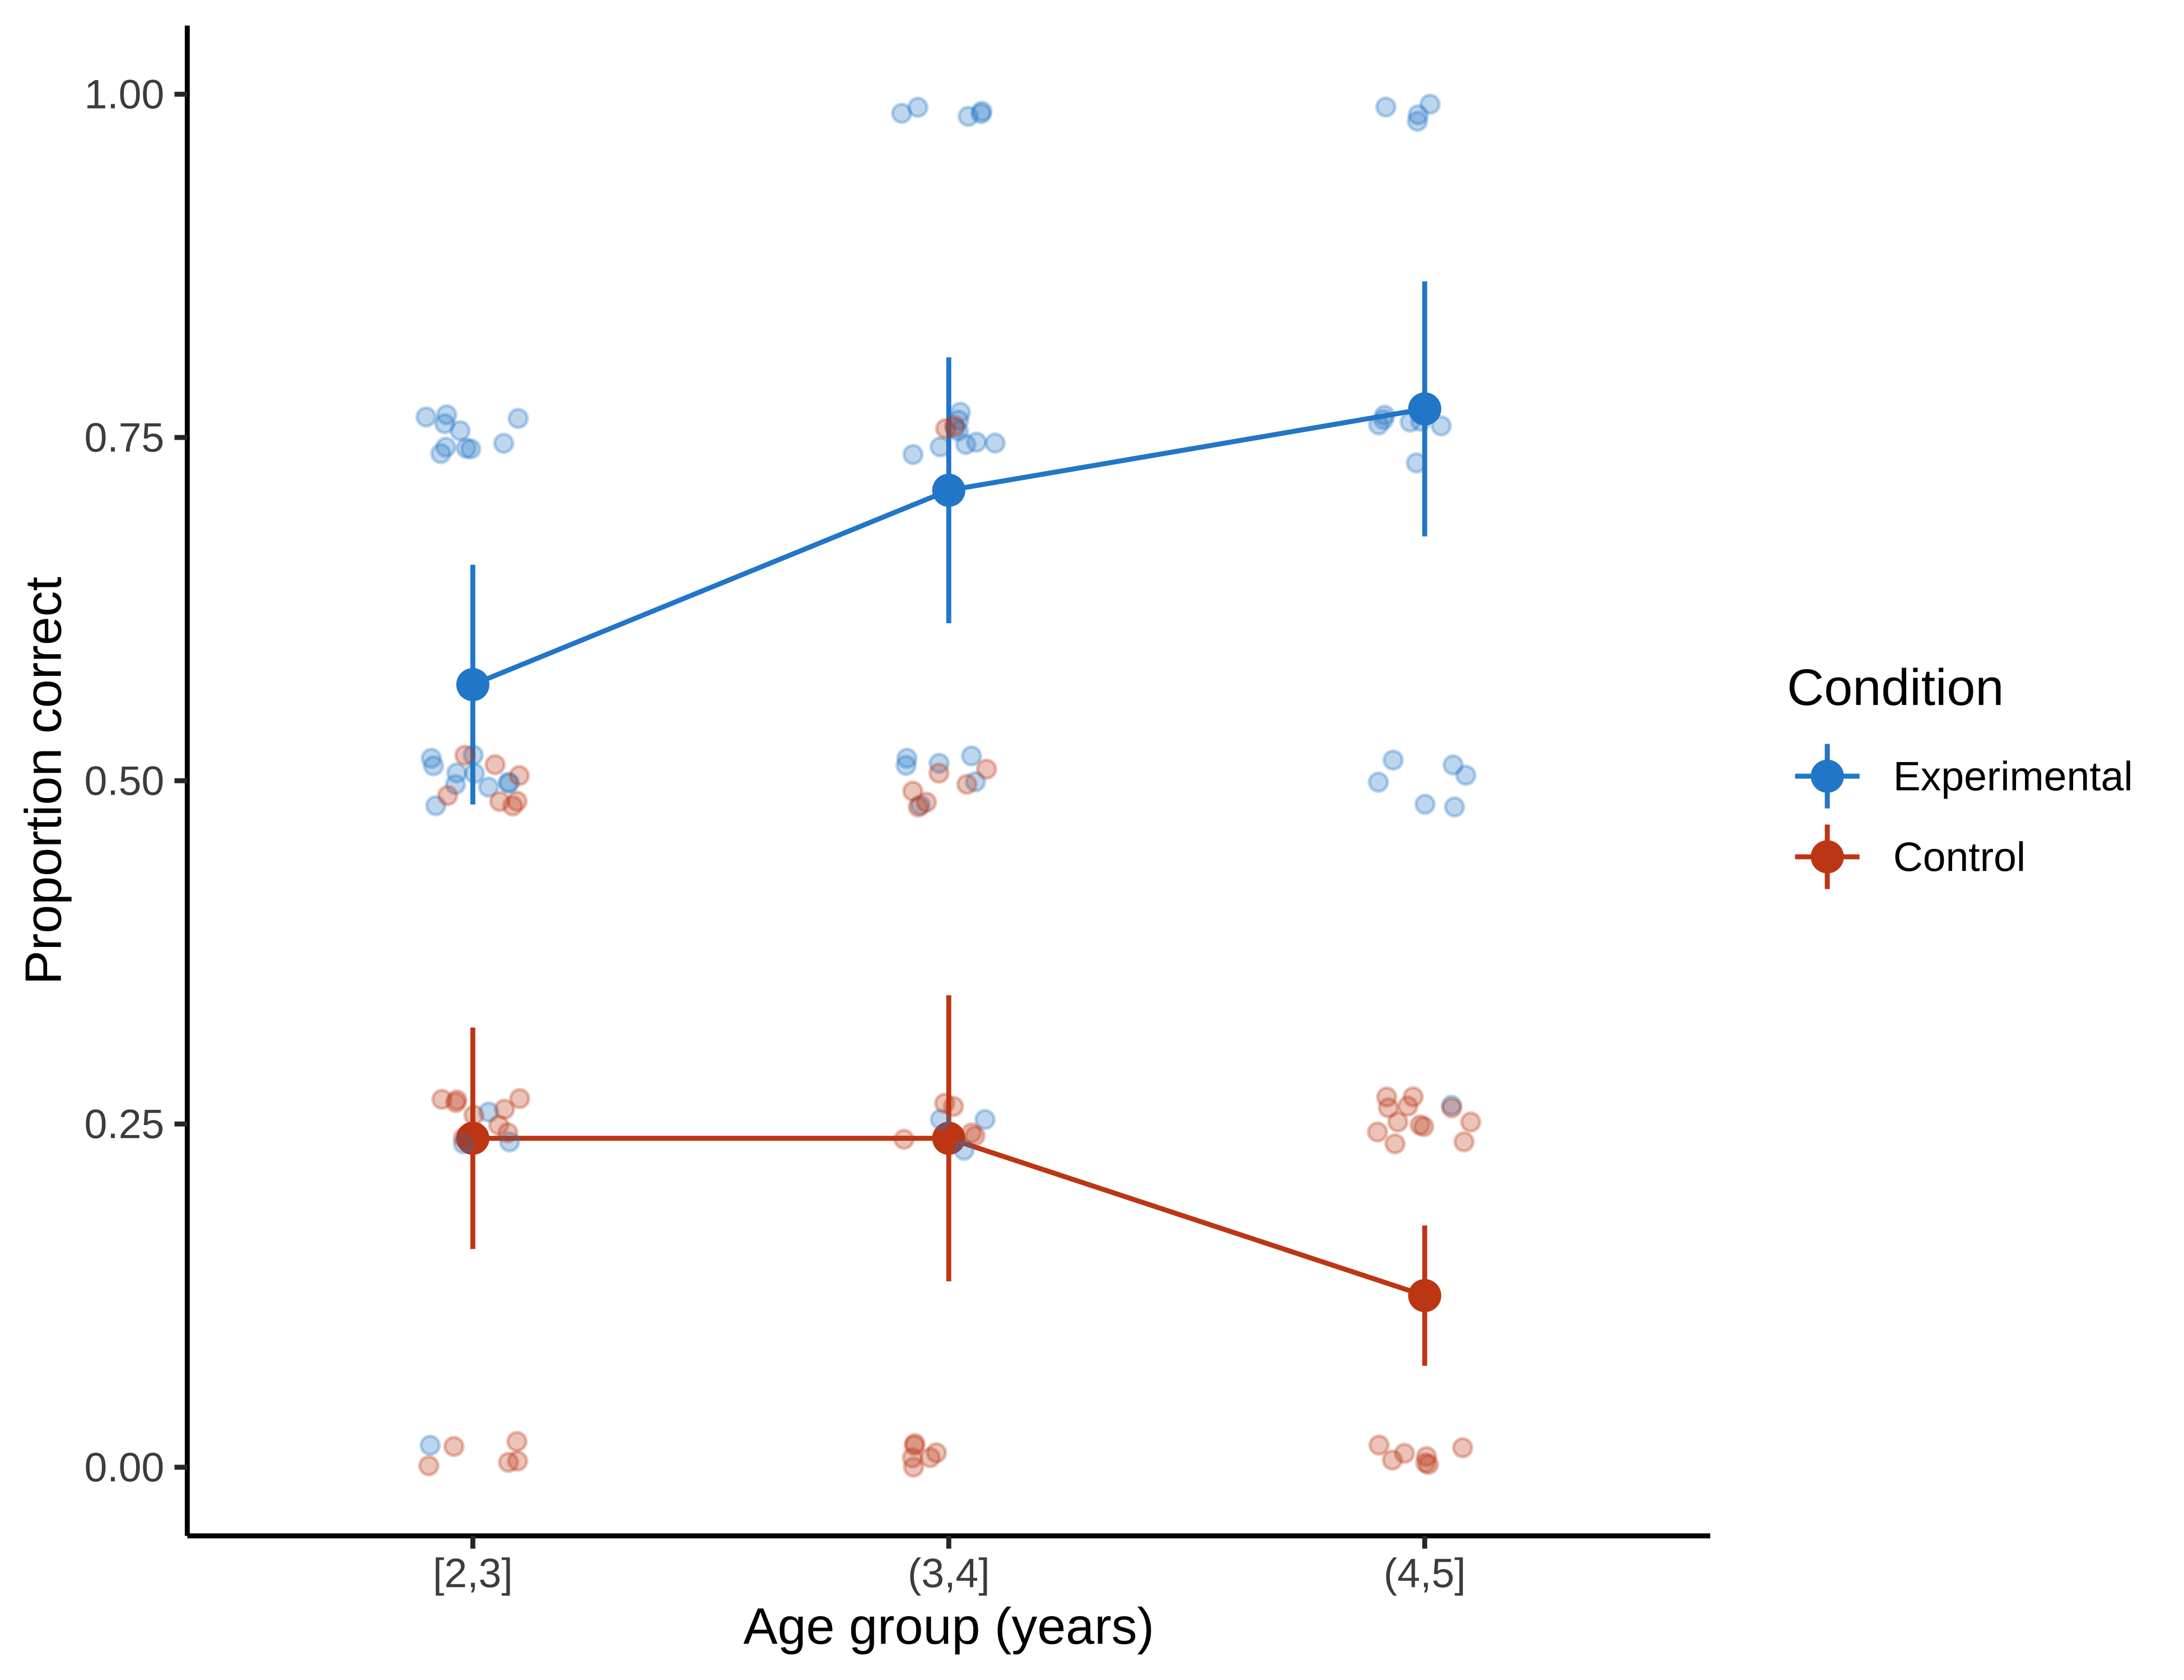 1.00
0.75
0.50
0.25
0.00
Proportion correct
[2,3]
(3,4]
(4,5]
Age group (years)
Condition
Experimental
Control